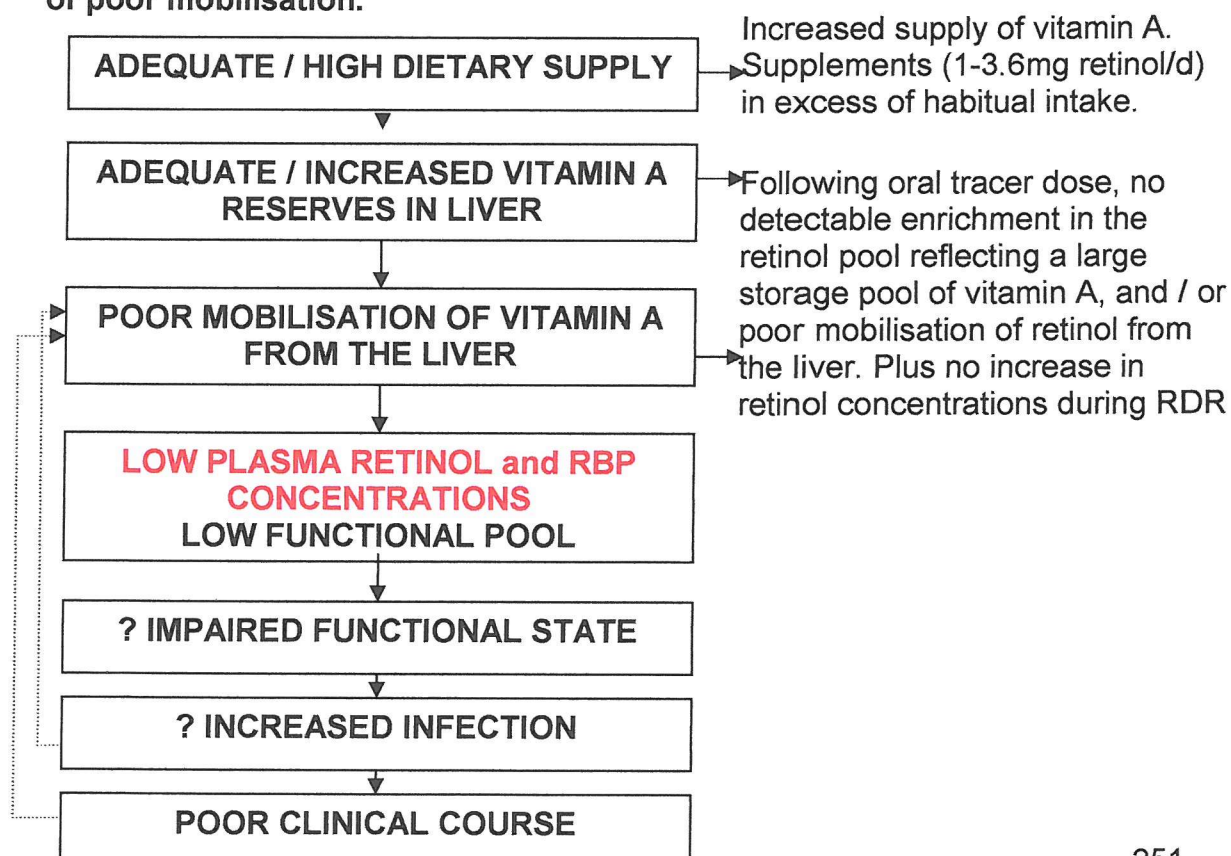 of poor mobilisation.
ADEQUATE / HIGH DIETARY SUPPLY
Increased supply of vitamin A.
Supplements (1-3.6mg retinol/d)
in excess of habitual intake.
ADEQUATE / INCREASED VITAMIN A
RESERVES IN LIVER
Following oral tracer dose, no
detectable enrichment in the
retinol pool reflecting a large
storage pool of vitamin A, and / or
poor mobilisation of retinol from
the liver. Plus no increase in
retinol concentrations during RDR
POOR MOBILISATION OF VITAMIN A
FROM THE LIVER
LOW PLASMA RETINOL and RBP
CONCENTRATIONS
LOW FUNCTIONAL POOL
? IMPAIRED FUNCTIONAL STATE
? INCREASED INFECTION
POOR CLINICAL COURSE